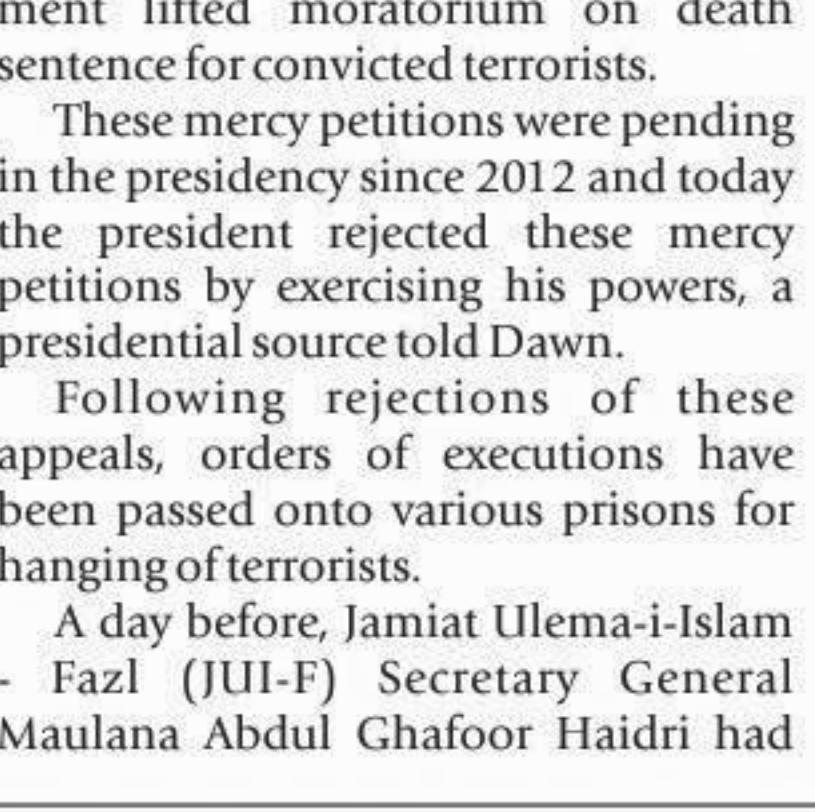 ment lifted moratorium on death
sentence for convicted terrorists.
These mercy petitions were pending
in the presidency since 2012 and today
the president rejected these mercy
petitions by exercising his powers, a
presidential source told Dawn.
Following rejections of these
appeals, orders of executions have
been passed onto various prisons for
hanging of terrorists.
A day before, Jamiat Ulema-i-Islam
- Fazl (JUI-F) Secretary General
Maulana Abdul Ghafoor Haidri had